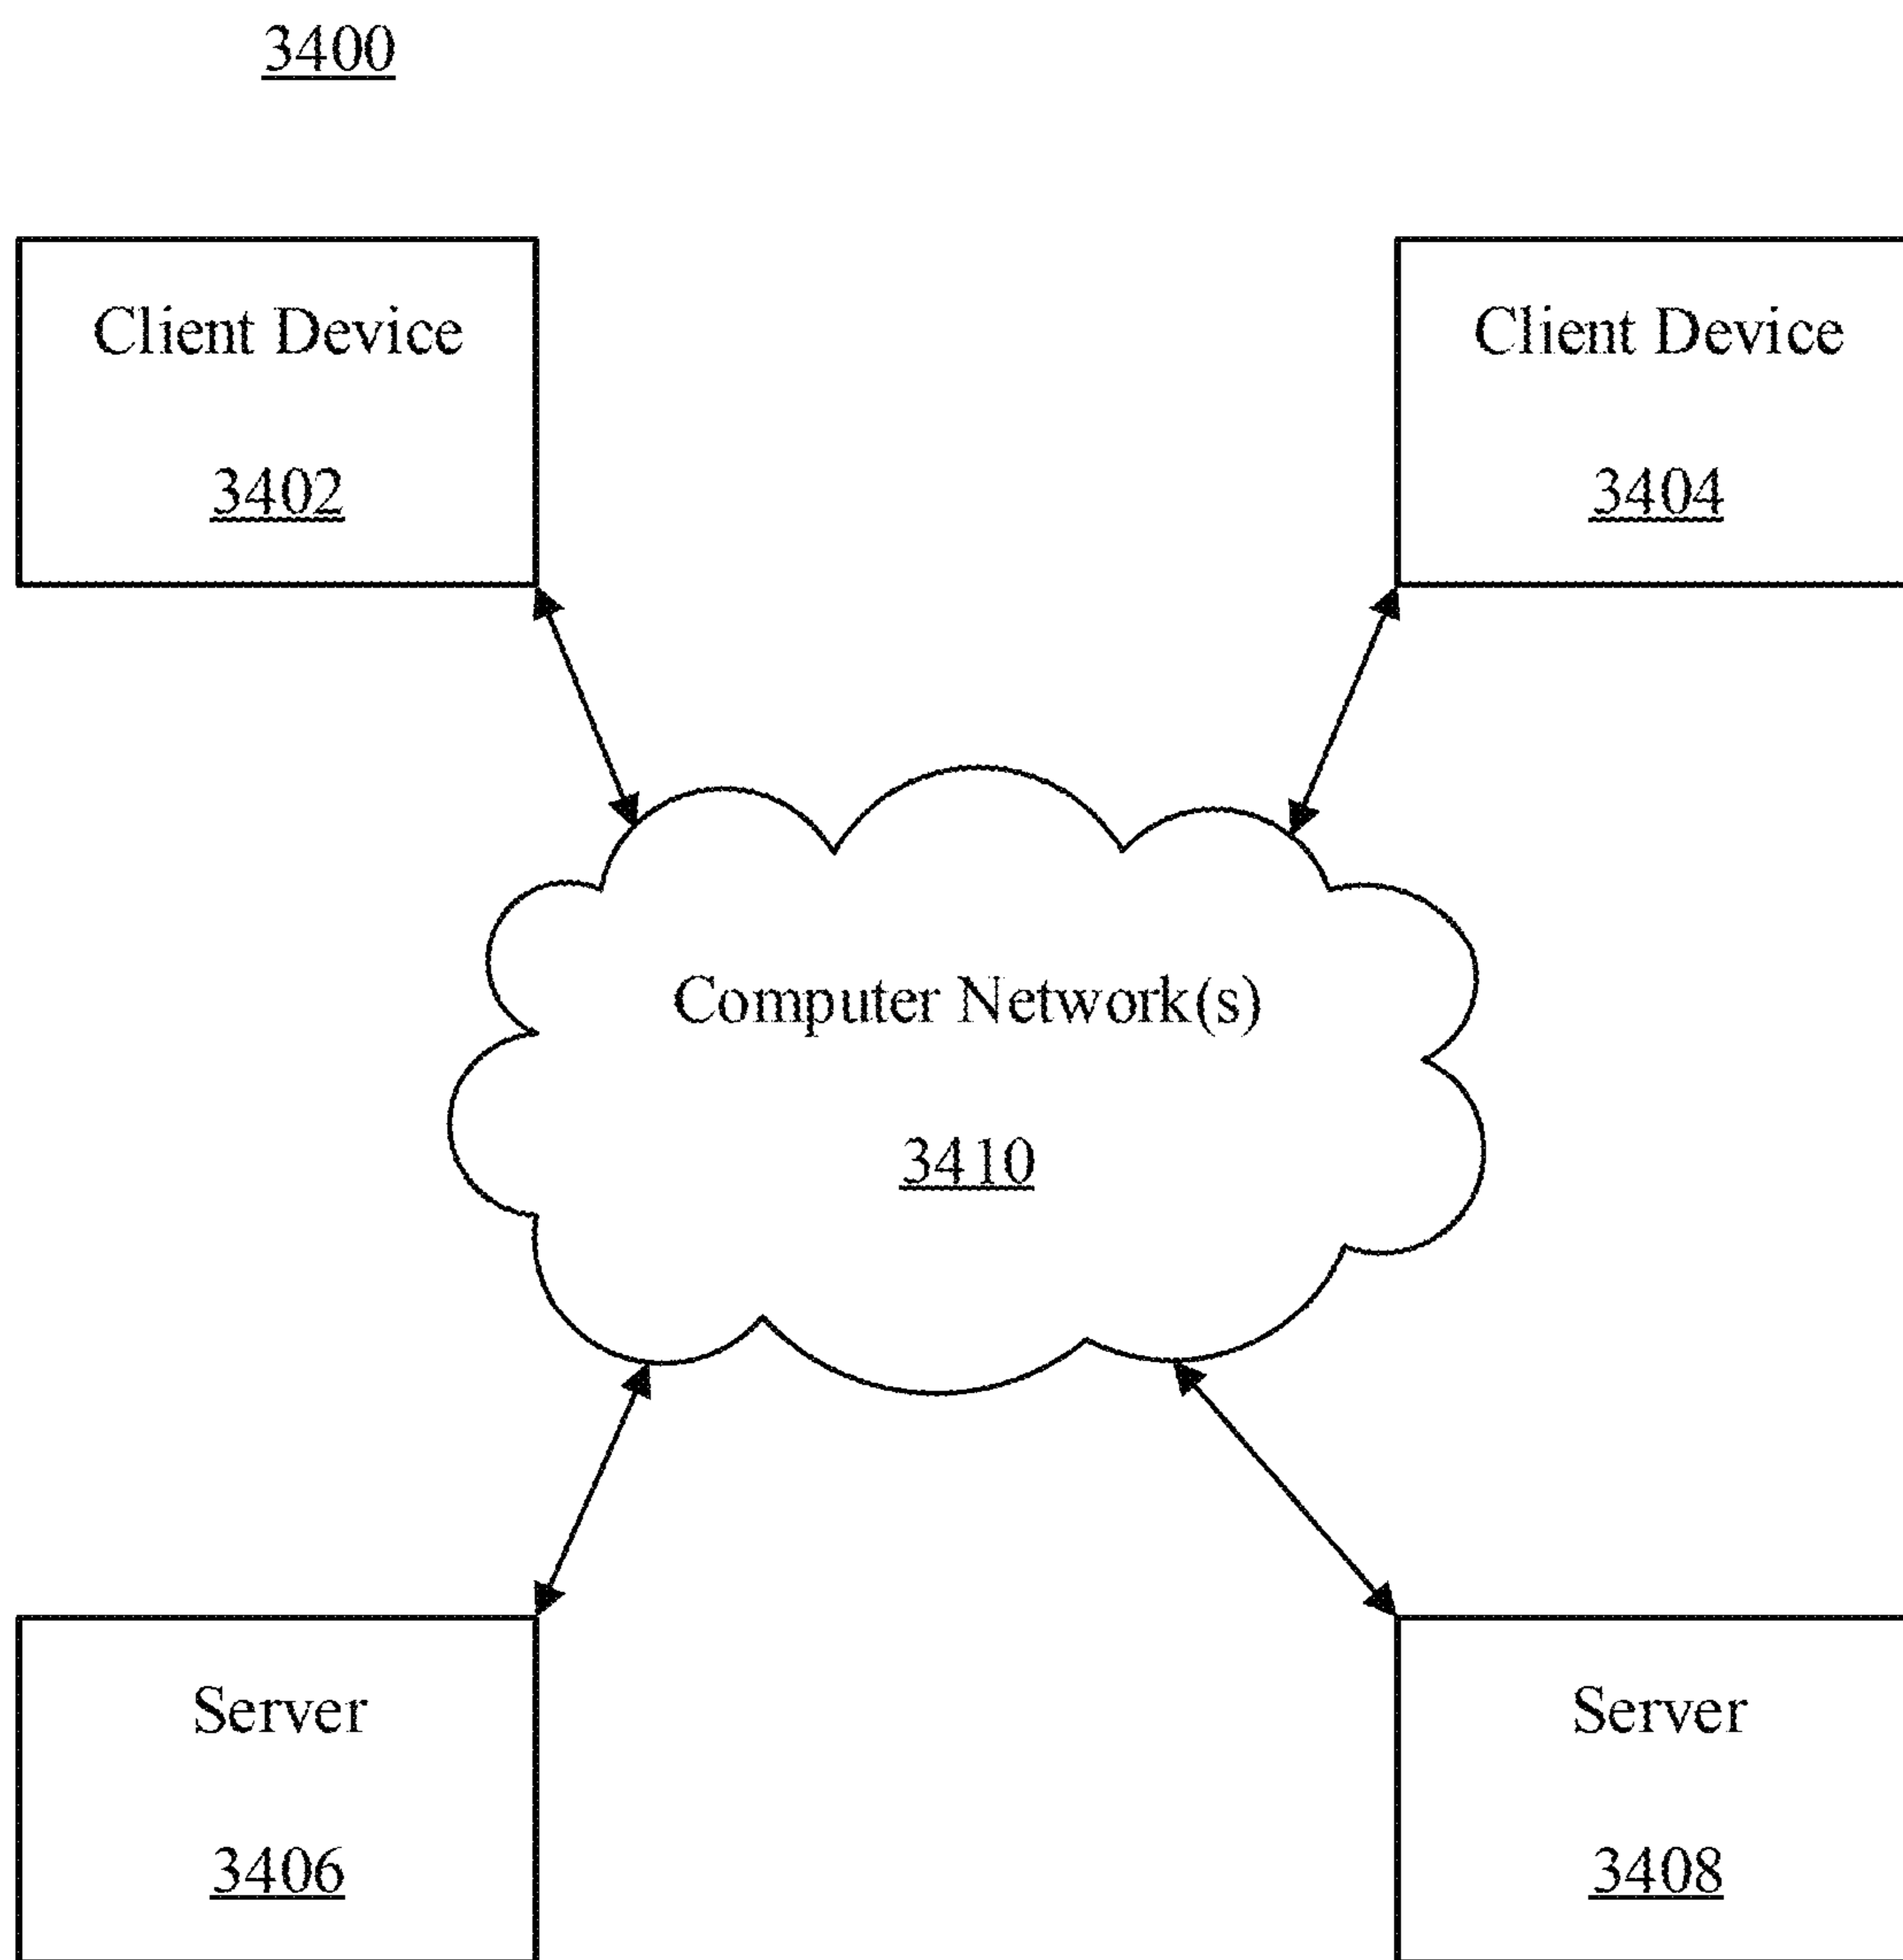 3400
Client Device
3402
Client Device
3404
Computer Network(s)
3410
Server
3406
Server
3408